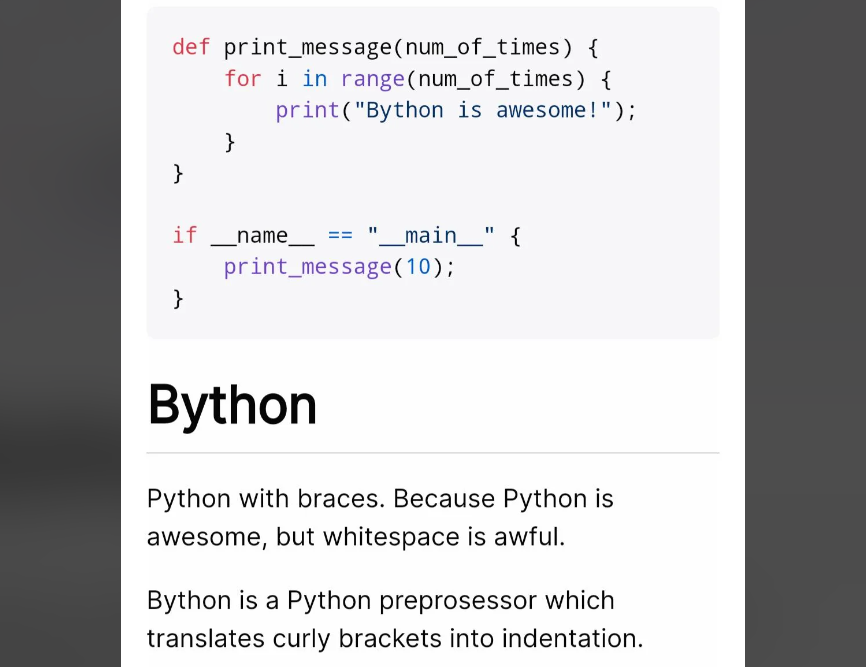 def print_message(num_of_times) {
    for i in range(num_of_times) {
        print("Bython is awesome!");
    }
}

if __name__ == "__main__" {
    print_message(10);
}
Bython
Python with braces. Because Python is
awesome, but whitespace is awful.
Bython is a Python preprosessor which
translates curly brackets into indentation.